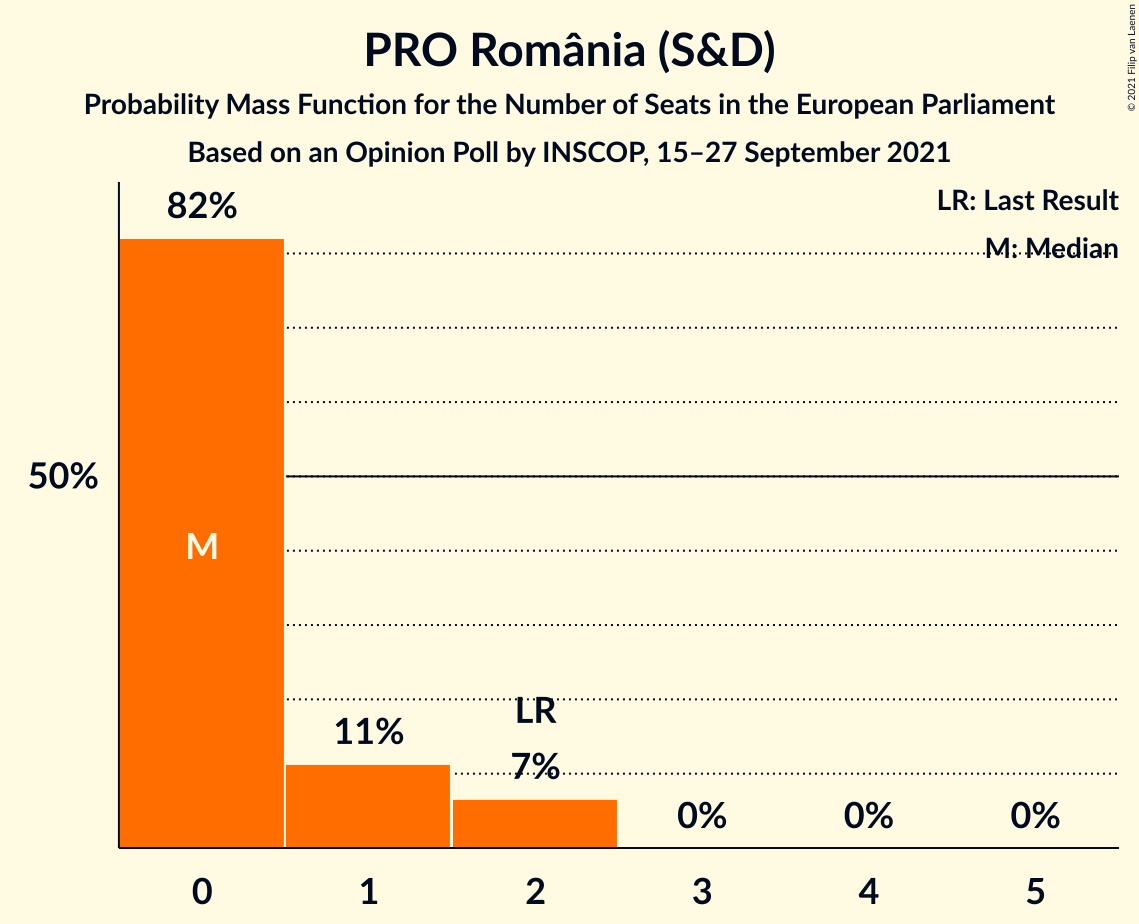 PRO România (S&D)
Probability Mass Function for the Number of Seats in the European Parliament
Based on an Opinion Poll by INSCOP, 15–27 September 2021
© 2021 Filip van Laenen
LR: Last Result
M: Median
82%
50%
M
LR
11%
7%
0%
0%
0%
0
1
2
3
4
5